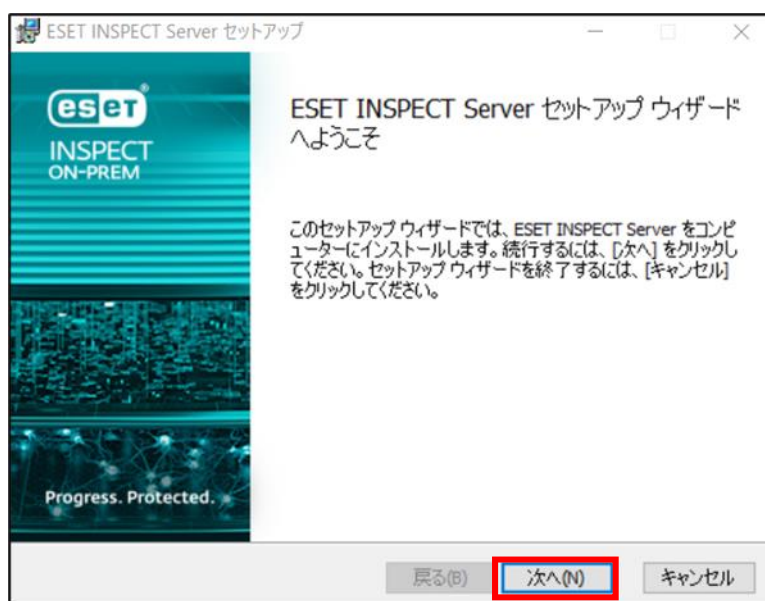 ESET INSPECT Server セットアップ
eset
INSPECT
ON-PREM
Progress. Protected.
ESET INSPECT Server セットアップ ウィザード
へようこそ
このセットアップ ウィザードでは、ESET INSPECT Server をコンピ
ューターにインストールします。続行するには、[次へ] をクリックし
てください。セットアップ ウィザードを終了するには、[キャンセル]
をクリックしてください。
戻る(B)
次へ(N)
キャンセル